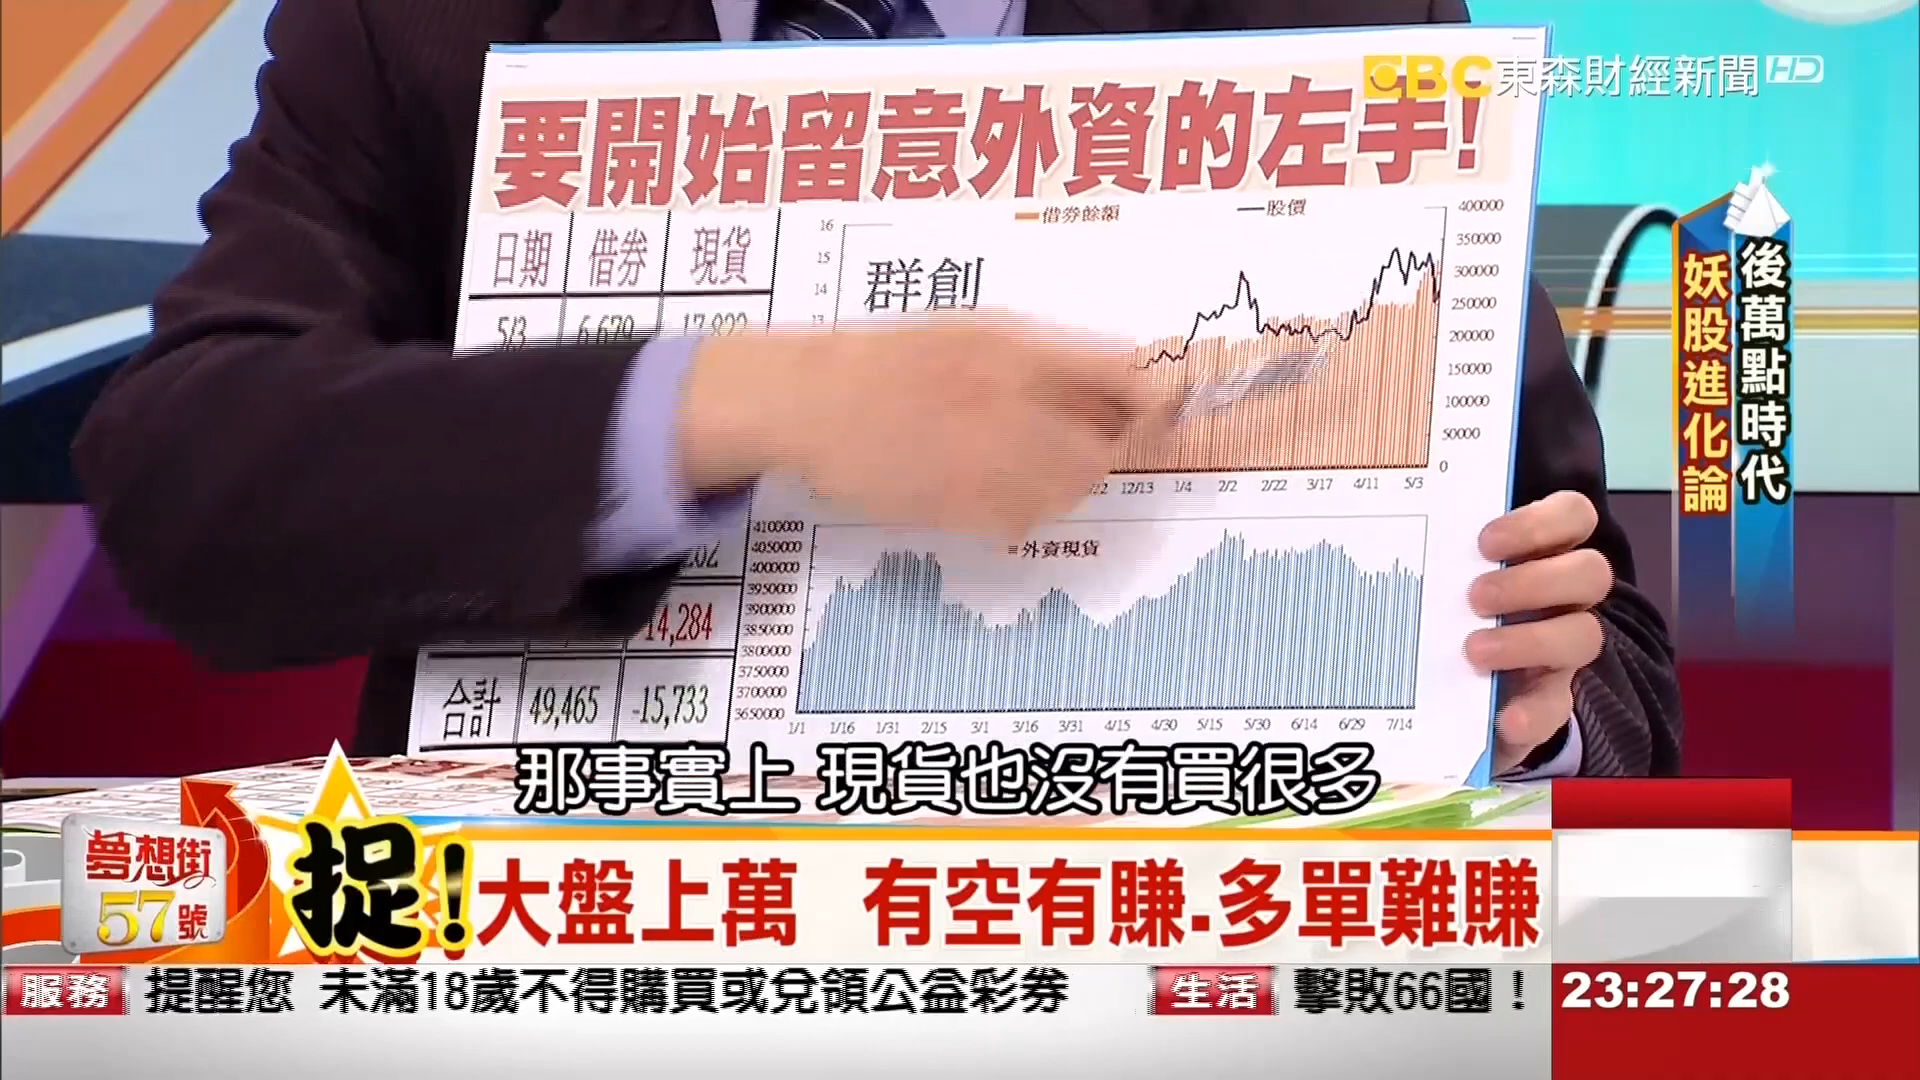 EBC 東森財經新聞 HD
要開始留意外資的左手!
後萬點時代
妖股進化論
日期 借券 現貨
5/3 6,679 17,822
14,284
合計 49,465 -15,733
借券餘額 股價
群創
16
15
14
13
400000
350000
300000
250000
200000
150000
100000
50000
0
12/13 1/4 2/2 2/22 3/17 4/11 5/3
外資現貨
4100000
4050000
4000000
3950000
3900000
3850000
3800000
3750000
3700000
3650000
1/1 1/16 1/31 2/15 3/1 3/16 3/31 4/15 4/30 5/15 5/30 6/14 6/29 7/14
那事實上 現貨也沒有買很多
夢想街
57號
捉!大盤上萬 有空有賺.多單難賺
服務 提醒您 未滿18歲不得購買或兌領公益彩券 生活 擊敗66國！
23:27:28